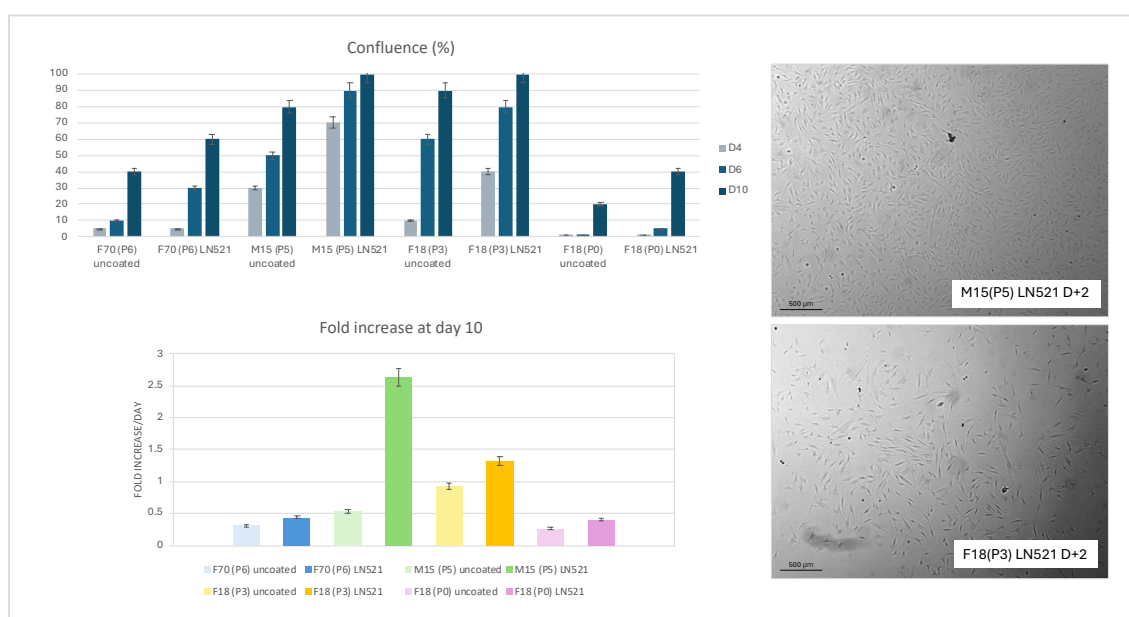 Confluence (%)
100
90
80
70
60
50
40
30
20
10
0
F70 (P6)
uncoated
F70 (P6) LN521
M15 (P5)
uncoated
M15 (P5) LN521
F18 (P3)
uncoated
F18 (P3) LN521
F18 (P0)
uncoated
F18 (P0) LN521
D4
D6
D10
Fold increase at day 10
FOLD INCREASE/DAY
3
2.5
2
1.5
1
0.5
0
F70 (P6) uncoated
F70 (P6) LN521
M15 (P5) uncoated
M15 (P5) LN521
F18 (P3) uncoated
F18 (P3) LN521
F18 (P0) uncoated
F18 (P0) LN521
500 µm
M15(P5) LN521 D+2
500 µm
F18(P3) LN521 D+2